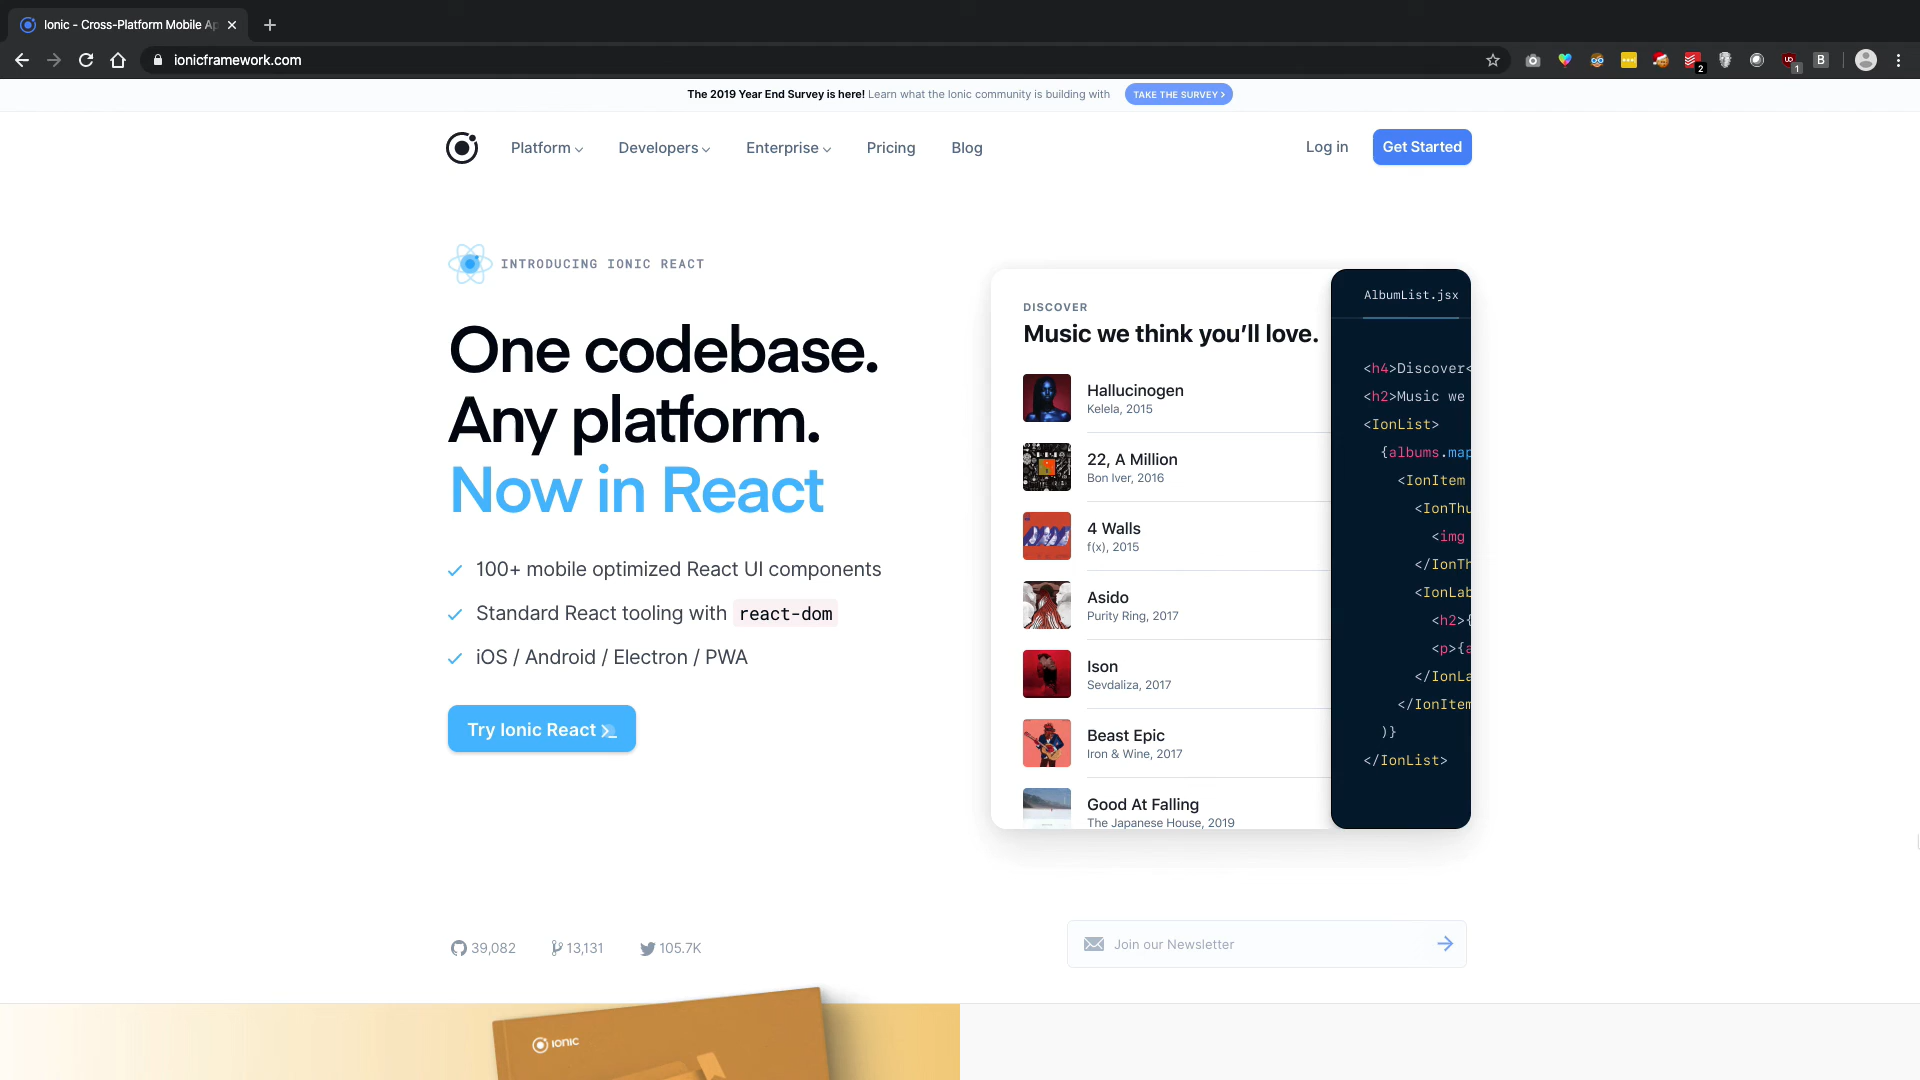 Ionic - Cross-Platform Mobile Ap
ionicframework.com
2
UD
1
B
The 2019 Year End Survey is here! Learn what the Ionic community is building with
TAKE THE SURVEY >
Platform
Developers
Enterprise
Pricing
Blog
Log in
Get Started
INTRODUCING IONIC REACT
One codebase.
Any platform.
Now in React
100+ mobile optimized React UI components
Standard React tooling with react-dom
iOS / Android / Electron / PWA
Try Ionic React >_
DISCOVER
Music we think you’ll love.
Hallucinogen
Kelela, 2015
22, A Million
Bon Iver, 2016
4 Walls
f(x), 2015
Asido
Purity Ring, 2017
Ison
Sevdaliza, 2017
Beast Epic
Iron & Wine, 2017
Good At Falling
The Japanese House, 2019
AlbumList.jsx
<h4>Discover<
<h2>Music we
<IonList>
{albums.map
<IonItem
<IonThu
<img
</IonTh
<IonLab
<h2>{
<p>{a
</IonLa
</IonItem
)}
</IonList>
39,082
13,131
105.7K
Join our Newsletter
IONIC